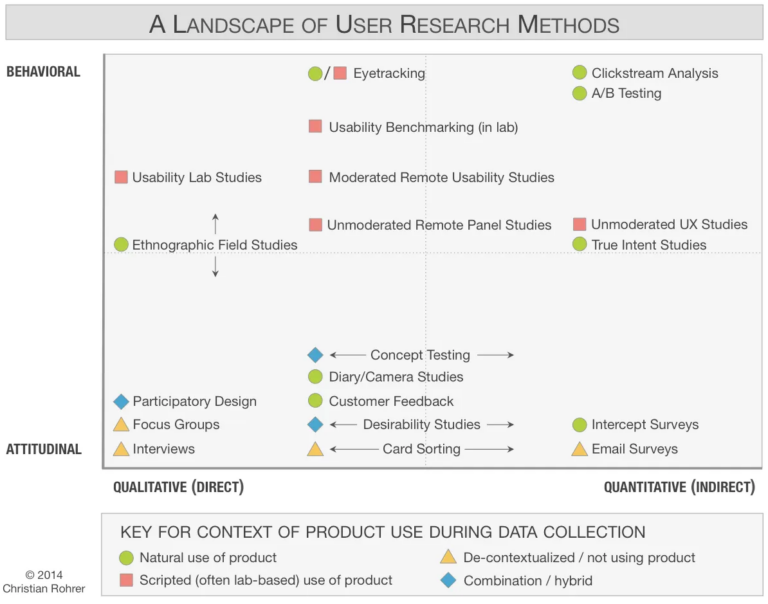 A Landscape of User Research Methods
BEHAVIORAL
/ Eyetracking
Clickstream Analysis
A/B Testing
Usability Benchmarking (in lab)
Usability Lab Studies
Moderated Remote Usability Studies
Unmoderated Remote Panel Studies
Unmoderated UX Studies
Ethnographic Field Studies
True Intent Studies
Concept Testing
Diary/Camera Studies
Participatory Design
Customer Feedback
Focus Groups
Desirability Studies
Intercept Surveys
ATTITUDINAL
Interviews
Card Sorting
Email Surveys
QUALITATIVE (DIRECT)
QUANTITATIVE (INDIRECT)
KEY FOR CONTEXT OF PRODUCT USE DURING DATA COLLECTION
Natural use of product
De-contextualized / not using product
Scripted (often lab-based) use of product
Combination / hybrid
© 2014
Christian Rohrer